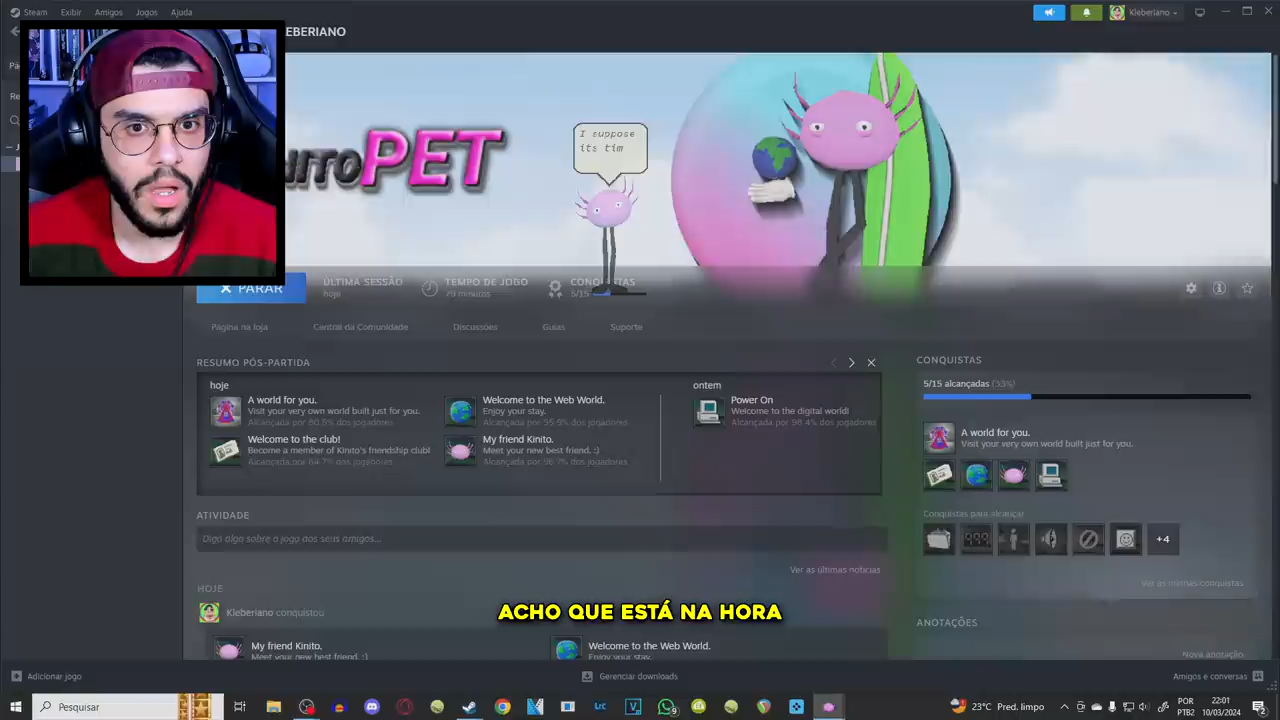 Steam Exibir Amigos Jogos Ajuda
Kleberiano
KLEBERIANO
PET
I suppose
its tim
PARAR
ÚLTIMA SESSÃO
hoje
TEMPO DE JOGO
79 minutos
CONQUISTAS
5/15
Página na loja Central da Comunidade Discussões Guias Suporte
RESUMO PÓS-PARTIDA
hoje
A world for you.
Visit your very own world built just for you.
Alcançada por 80.8% dos jogadores
Welcome to the Web World.
Enjoy your stay.
Alcançada por 95.9% dos jogadores
Welcome to the club!
Become a member of Kinito's friendship club!
Alcançada por 84.7% dos jogadores
My friend Kinito.
Meet your new best friend. :)
Alcançada por 96.7% dos jogadores
ontem
Power On
Welcome to the digital world!
Alcançada por 98.4% dos jogadores
CONQUISTAS
5/15 alcançadas (33%)
A world for you.
Visit your very own world built just for you.
Conquistas para alcançar
+4
Ver as minhas conquistas
ATIVIDADE
Diga algo sobre o jogo aos seus amigos...
Ver as últimas notícias
HOJE
Kleberiano conquistou
My friend Kinito.
Meet your new best friend. :)
Welcome to the Web World.
Enjoy your stay.
ANOTAÇÕES
Nova anotação
ACHO QUE ESTÁ NA HORA
Adicionar jogo
Gerenciar downloads
Amigos e conversas
Pesquisar
23°C Pred. limpo
POR
PTB2
22:01
10/03/2024